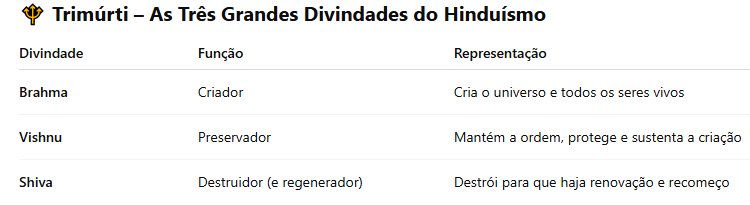 🔱 Trimúrti – As Três Grandes Divindades do Hinduísmo
Divindade Função Representação
Brahma Criador Cria o universo e todos os seres vivos
Vishnu Preservador Mantém a ordem, protege e sustenta a criação
Shiva Destruidor (e regenerador) Destrói para que haja renovação e recomeço